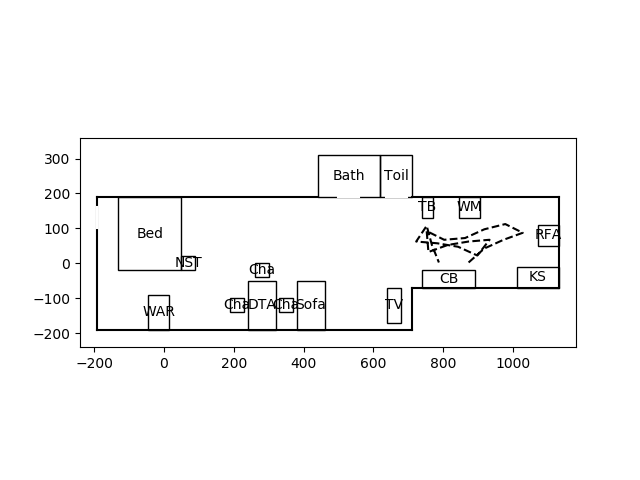 300
200
100
0
−100
−200
Bath
Toil
TB
WM
Bed
RFA
NST
Cha
CB
KS
WAR
Cha
DTA
Cha
Sofa
TV
−200
0
200
400
600
800
1000